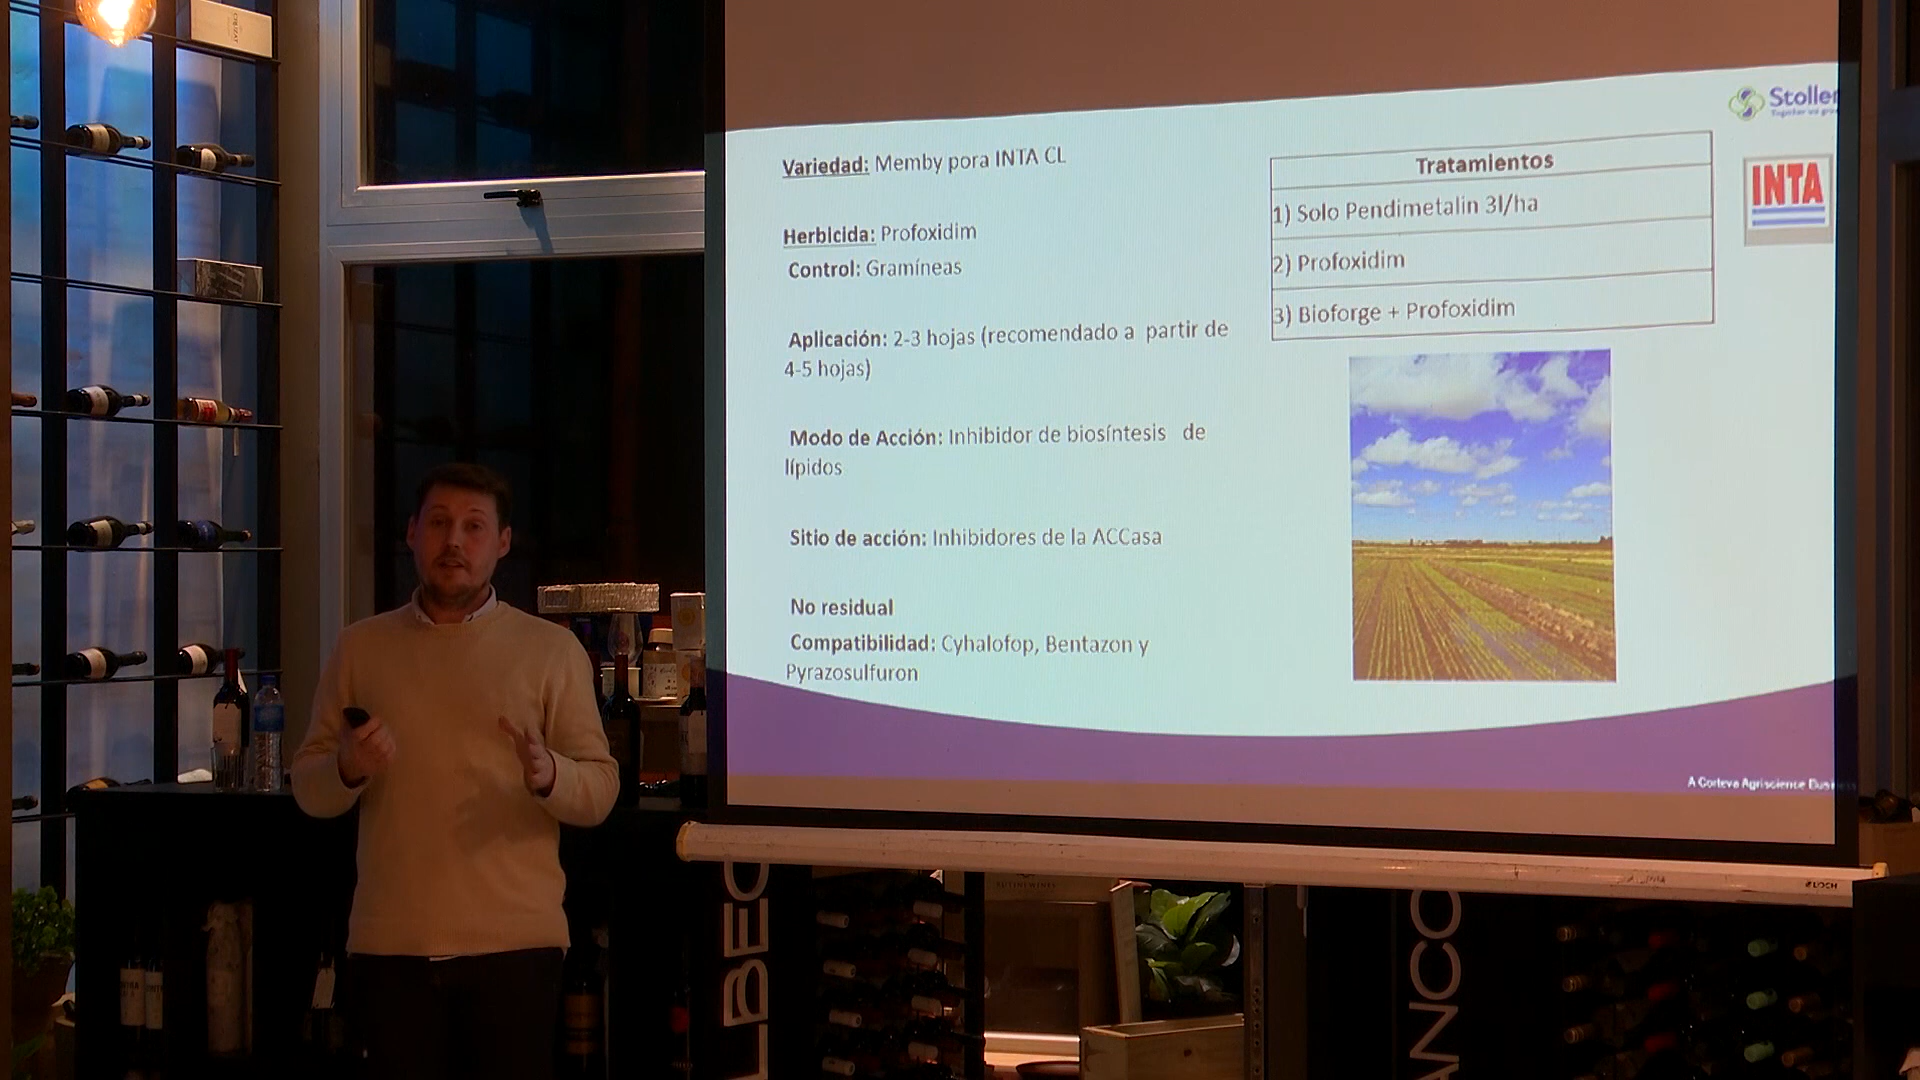 Stoller
Variedad: Memby pora INTA CL
Herbicida: Profoxidim
Control: Gramíneas
Aplicación: 2-3 hojas (recomendado a partir de
4-5 hojas)
Modo de Acción: Inhibidor de biosíntesis de
lípidos
Sitio de acción: Inhibidores de la ACCasa
No residual
Compatibilidad: Cyhalofop, Bentazon y
Pyrazosulfuron
Tratamientos
1) Solo Pendimetalin 3l/ha
2) Profoxidim
3) Bioforge + Profoxidim
INTA
A Corteva Agriscience
LBEC
ANCO